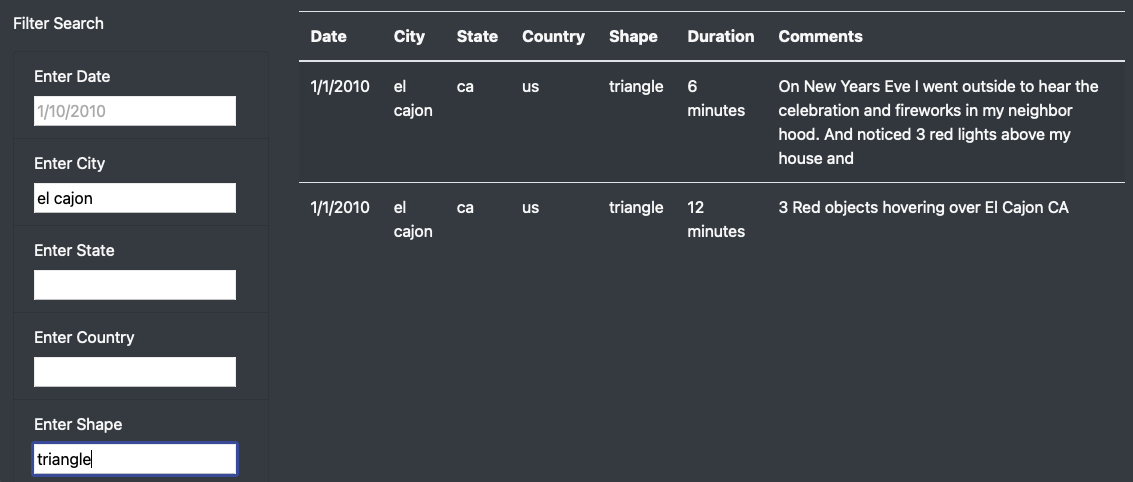 Filter Search
Enter Date
1/10/2010
Enter City
el cajon
Enter State
Enter Country
Enter Shape
triangle
Date City State Country Shape Duration Comments
1/1/2010 el ca us triangle 6 On New Years Eve I went outside to hear the
cajon minutes celebration and fireworks in my neighbor
hood. And noticed 3 red lights above my
house and
1/1/2010 el ca us triangle 12 3 Red objects hovering over El Cajon CA
cajon minutes